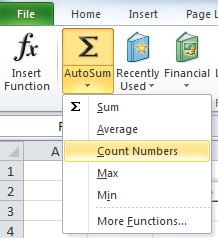 File Home Insert
fx Σ
Insert Function AutoSum Recently Used Financial
Σ Sum
Average
Count Numbers
Max
Min
More Functions...
A
1
2
3
4